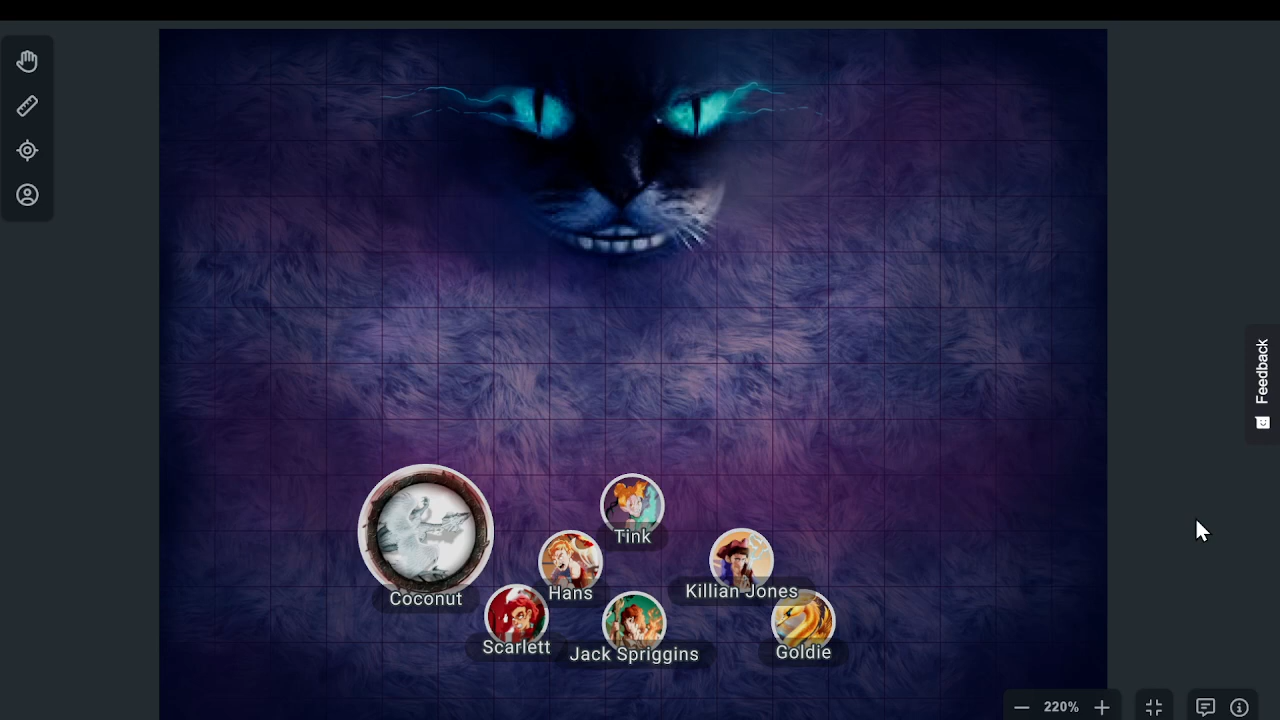 Feedback
Tink
Killian Jones
Hans
Coconut
Scarlett
Jack Spriggins
Goldie
220%